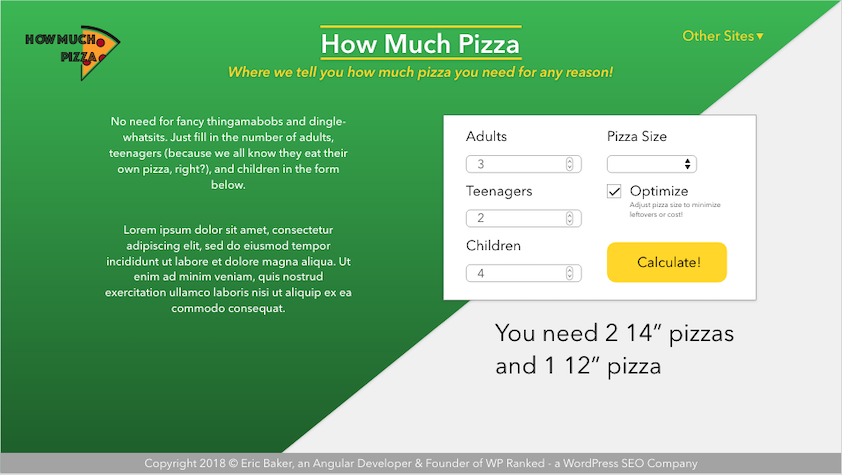 HOW MUCH
PIZZA
How Much Pizza
Other Sites▼
Where we tell you how much pizza you need for any reason!
No need for fancy thingamabobs and dingle-
whatsits. Just fill in the number of adults,
teenagers (because we all know they eat their
own pizza, right?), and children in the form
below.
Lorem ipsum dolor sit amet, consectetur
adipiscing elit, sed do eiusmod tempor
incididunt ut labore et dolore magna aliqua. Ut
enim ad minim veniam, quis nostrud
exercitation ullamco laboris nisi ut aliquip ex ea
commodo consequat.
Adults
3
Teenagers
2
Children
4
Pizza Size
Optimize
Adjust pizza size to minimize
leftovers or cost!
Calculate!
You need 2 14” pizzas
and 1 12” pizza
Copyright 2018 © Eric Baker, an Angular Developer & Founder of WP Ranked - a WordPress SEO Company